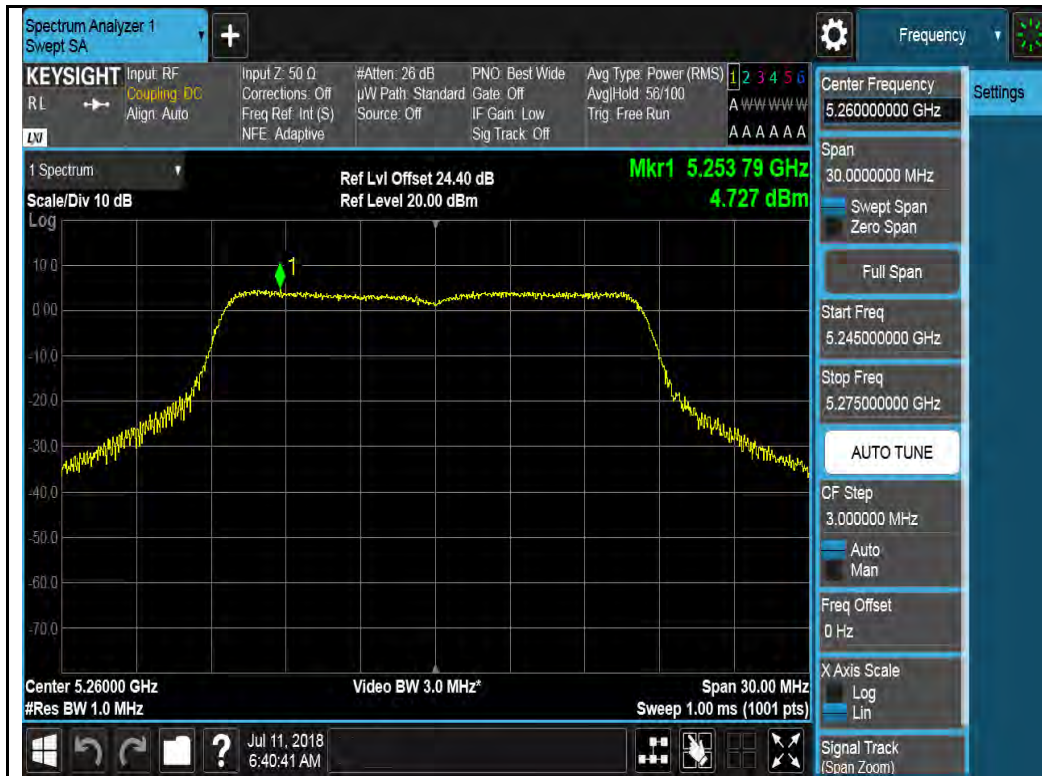 Spectrum Analyzer 1
Swept SA
+
Frequency
KEYSIGHT
RL
LXI
Input: RF
Coupling: DC
Align: Auto
Input Z: 50 Ω
Corrections: Off
Freq Ref: Int (S)
NFE: Adaptive
#Atten: 26 dB
µW Path: Standard
Source: Off
PNO: Best Wide
Gate: Off
IF Gain: Low
Sig Track: Off
Avg Type: Power (RMS)
Avg|Hold: 56/100
Trig: Free Run
1 2 3 4 5 6
A W W W W W
A A A A A A
1 Spectrum
Scale/Div 10 dB
Ref Lvl Offset 24.40 dB
Ref Level 20.00 dBm
Mkr1 5.253 79 GHz
4.727 dBm
Log
10.0
0.00
-10.0
-20.0
-30.0
-40.0
-50.0
-60.0
-70.0
1
Center 5.26000 GHz
#Res BW 1.0 MHz
Video BW 3.0 MHz*
Span 30.00 MHz
Sweep 1.00 ms (1001 pts)
Center Frequency
5.260000000 GHz
Settings
Span
30.0000000 MHz
Swept Span
Zero Span
Full Span
Start Freq
5.245000000 GHz
Stop Freq
5.275000000 GHz
AUTO TUNE
CF Step
3.000000 MHz
Auto
Man
Freq Offset
0 Hz
X Axis Scale
Log
Lin
Signal Track
(Span Zoom)
?
Jul 11, 2018
6:40:41 AM